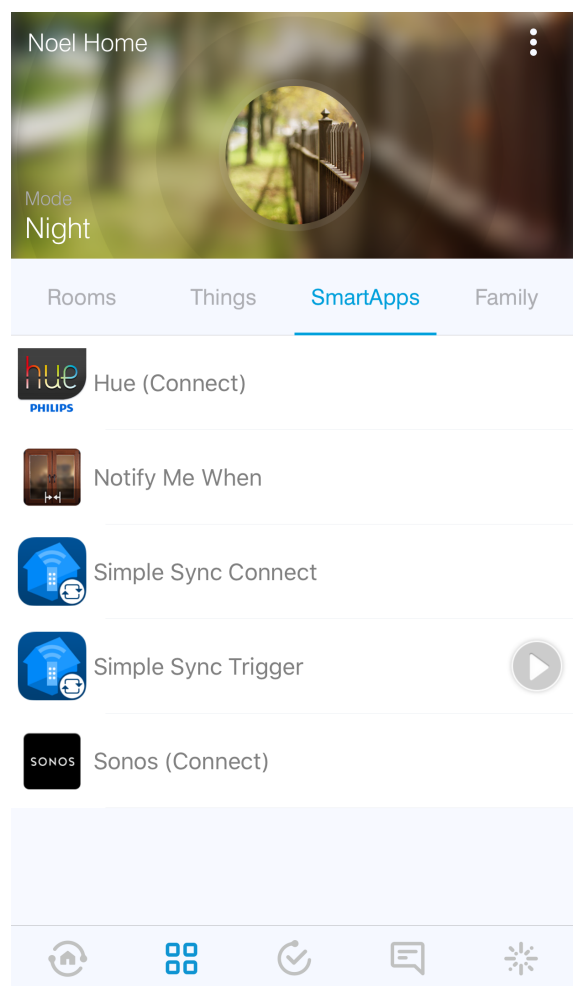 Noel Home
Mode
Night
Rooms Things SmartApps Family
hue
PHILIPS
Hue (Connect)
Notify Me When
Simple Sync Connect
Simple Sync Trigger
SONOS
Sonos (Connect)